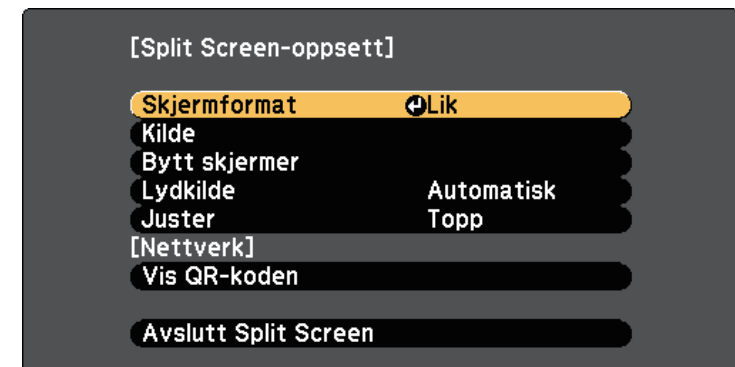 [Split Screen-oppsett]
Skjermformat Lik
Kilde
Bytt skjermer
Lydkilde Automatisk
Juster Topp
[Nettverk]
Vis QR-koden
Avslutt Split Screen